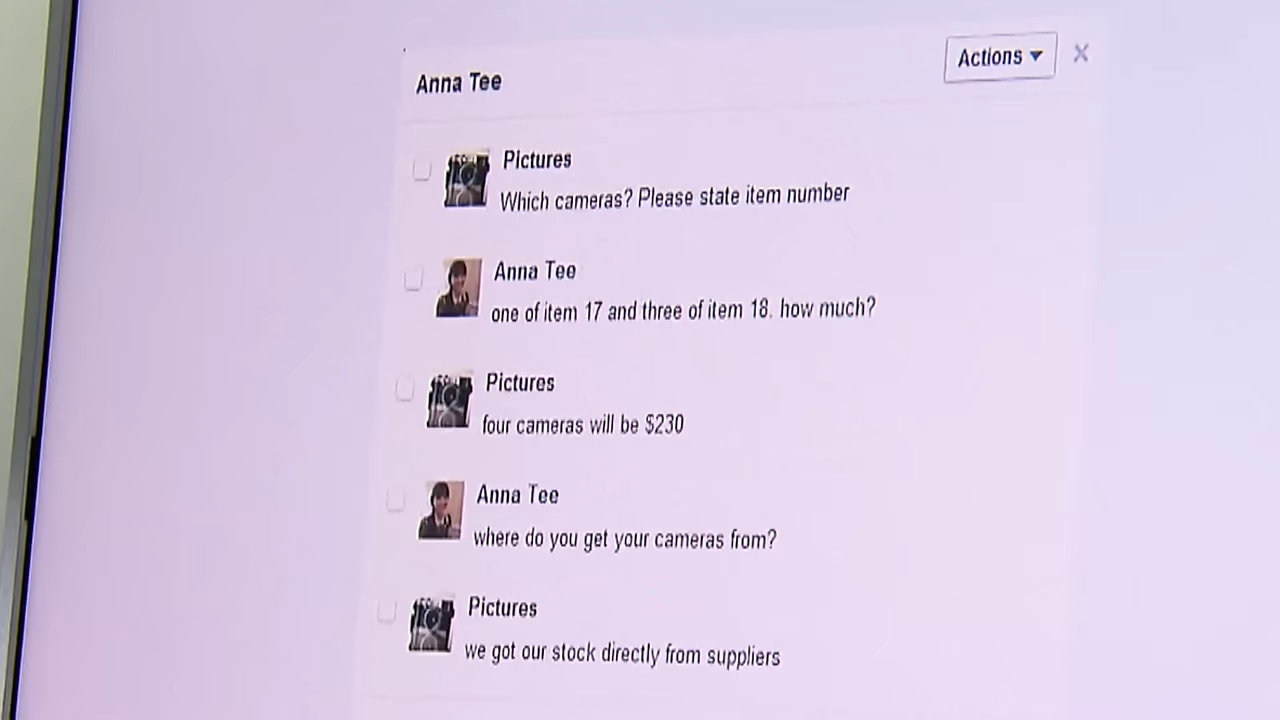 Anna Tee
Actions
Pictures
Which cameras? Please state item number
Anna Tee
one of item 17 and three of item 18. how much?
Pictures
four cameras will be $230
Anna Tee
where do you get your cameras from?
Pictures
we got our stock directly from suppliers